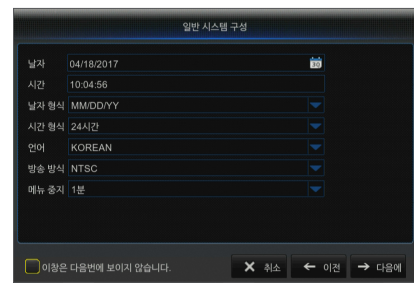 일반 시스템 구성
날자 04/18/2017 30
시간 10:04:56
날자 형식 MM/DD/YY
시간 형식 24시간
언어 KOREAN
방송 방식 NTSC
메뉴 중지 1분
이창은 다음번에 보이지 않습니다. 취소 이전 다음에